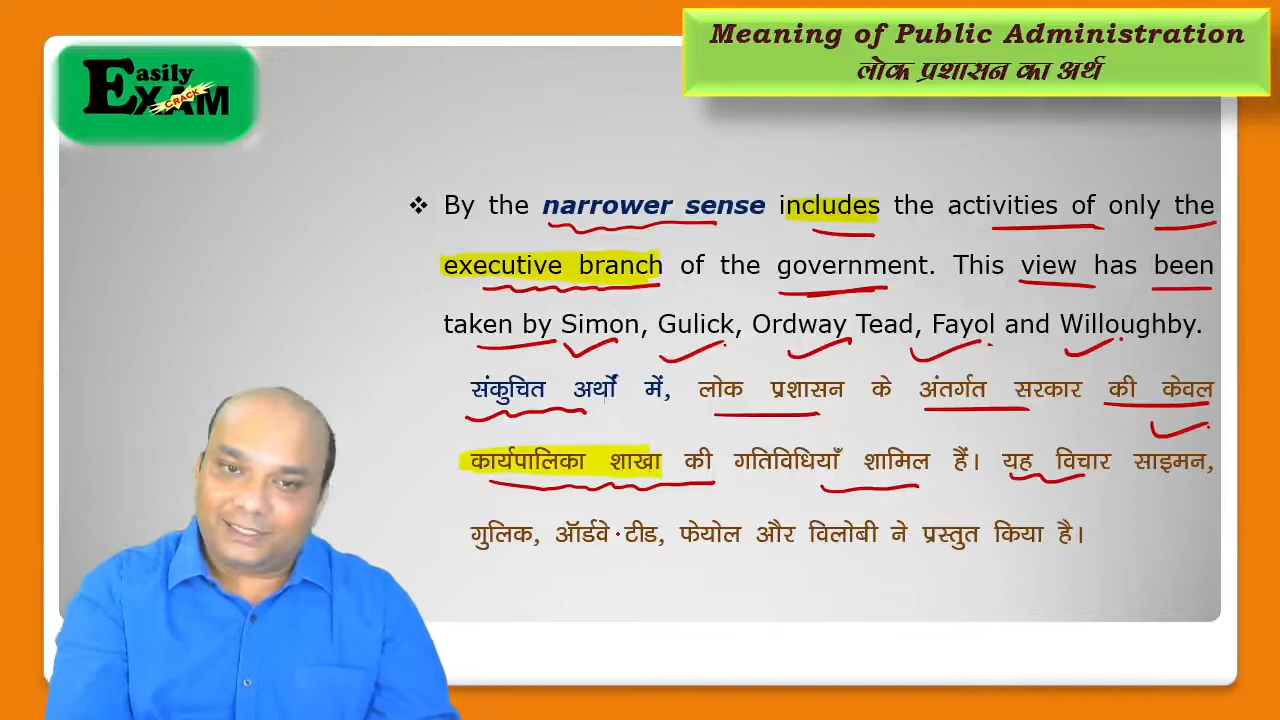 Meaning of Public Administration
लोक प्रशासन का अर्थ
Easily
EXAM
CRACK
❖ By the narrower sense includes the activities of only the
executive branch of the government. This view has been
taken by Simon, Gulick, Ordway Tead, Fayol and Willoughby.
संकुचित अर्थों में, लोक प्रशासन के अंतर्गत सरकार की केवल
कार्यपालिका शाखा की गतिविधियाँ शामिल हैं। यह विचार साइमन,
गुलिक, ऑर्डवे टीड, फेयोल और विलोबी ने प्रस्तुत किया है।